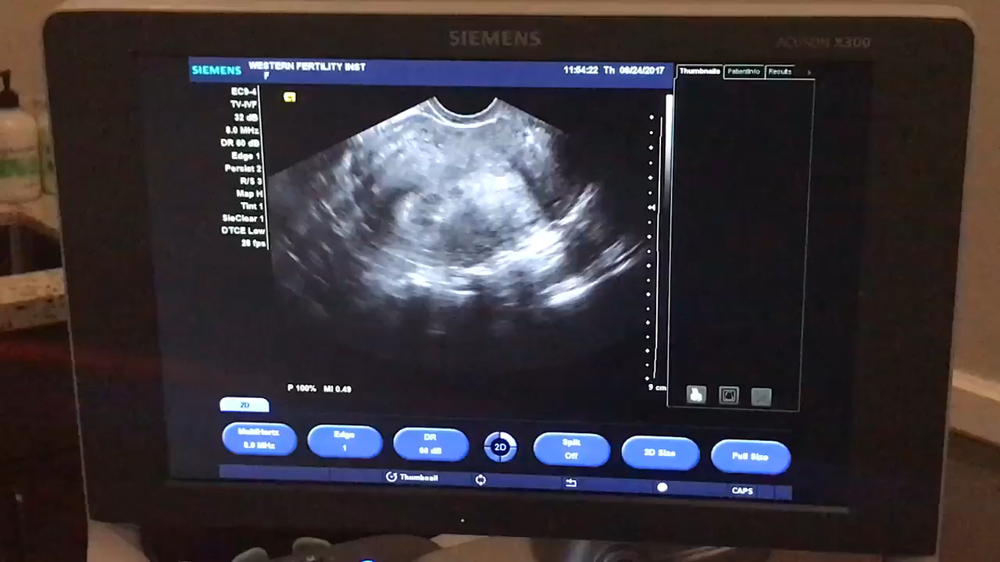 SIEMENS
ACUSON X300
SIEMENS WESTERN FERTILITY INST
F
11:54:22 Th 08/24/2017
Thumbnails PatientInfo Results >
EC9-4
TV-IVF
32 dB
8.0 MHz
DR 60 dB
Edge 1
Persist 2
R/S 3
Map H
Tint 1
SieClear 1
DTCE Low
28 fps
P 100% MI 0.49
9 cm
2D
MultiHertz
8.0 MHz
Edge
1
DR
60 dB
2D
Split
Off
2D Size
Full Size
Thumbnail
CAPS